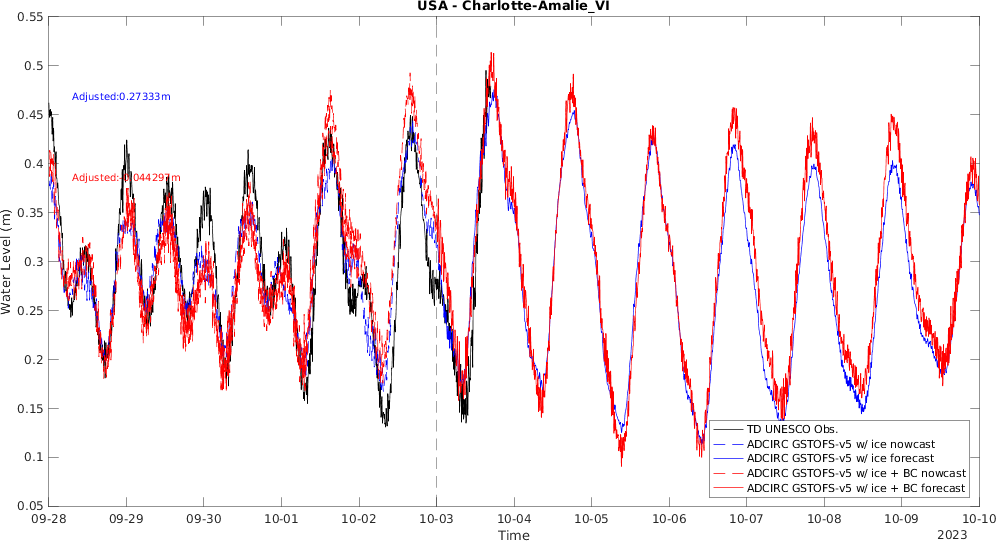 USA - Charlotte-Amalie_VI
0.55
0.5
0.45
0.4
0.35
0.3
0.25
0.2
0.15
0.1
0.05
Water Level (m)
Adjusted:0.27333m
Adjusted:-0.044297m
TD UNESCO Obs.
ADCIRC GSTOFS-v5 w/ ice nowcast
ADCIRC GSTOFS-v5 w/ ice forecast
ADCIRC GSTOFS-v5 w/ ice + BC nowcast
ADCIRC GSTOFS-v5 w/ ice + BC forecast
09-28 09-29 09-30 10-01 10-02 10-03 10-04 10-05 10-06 10-07 10-08 10-09 10-10
Time
2023